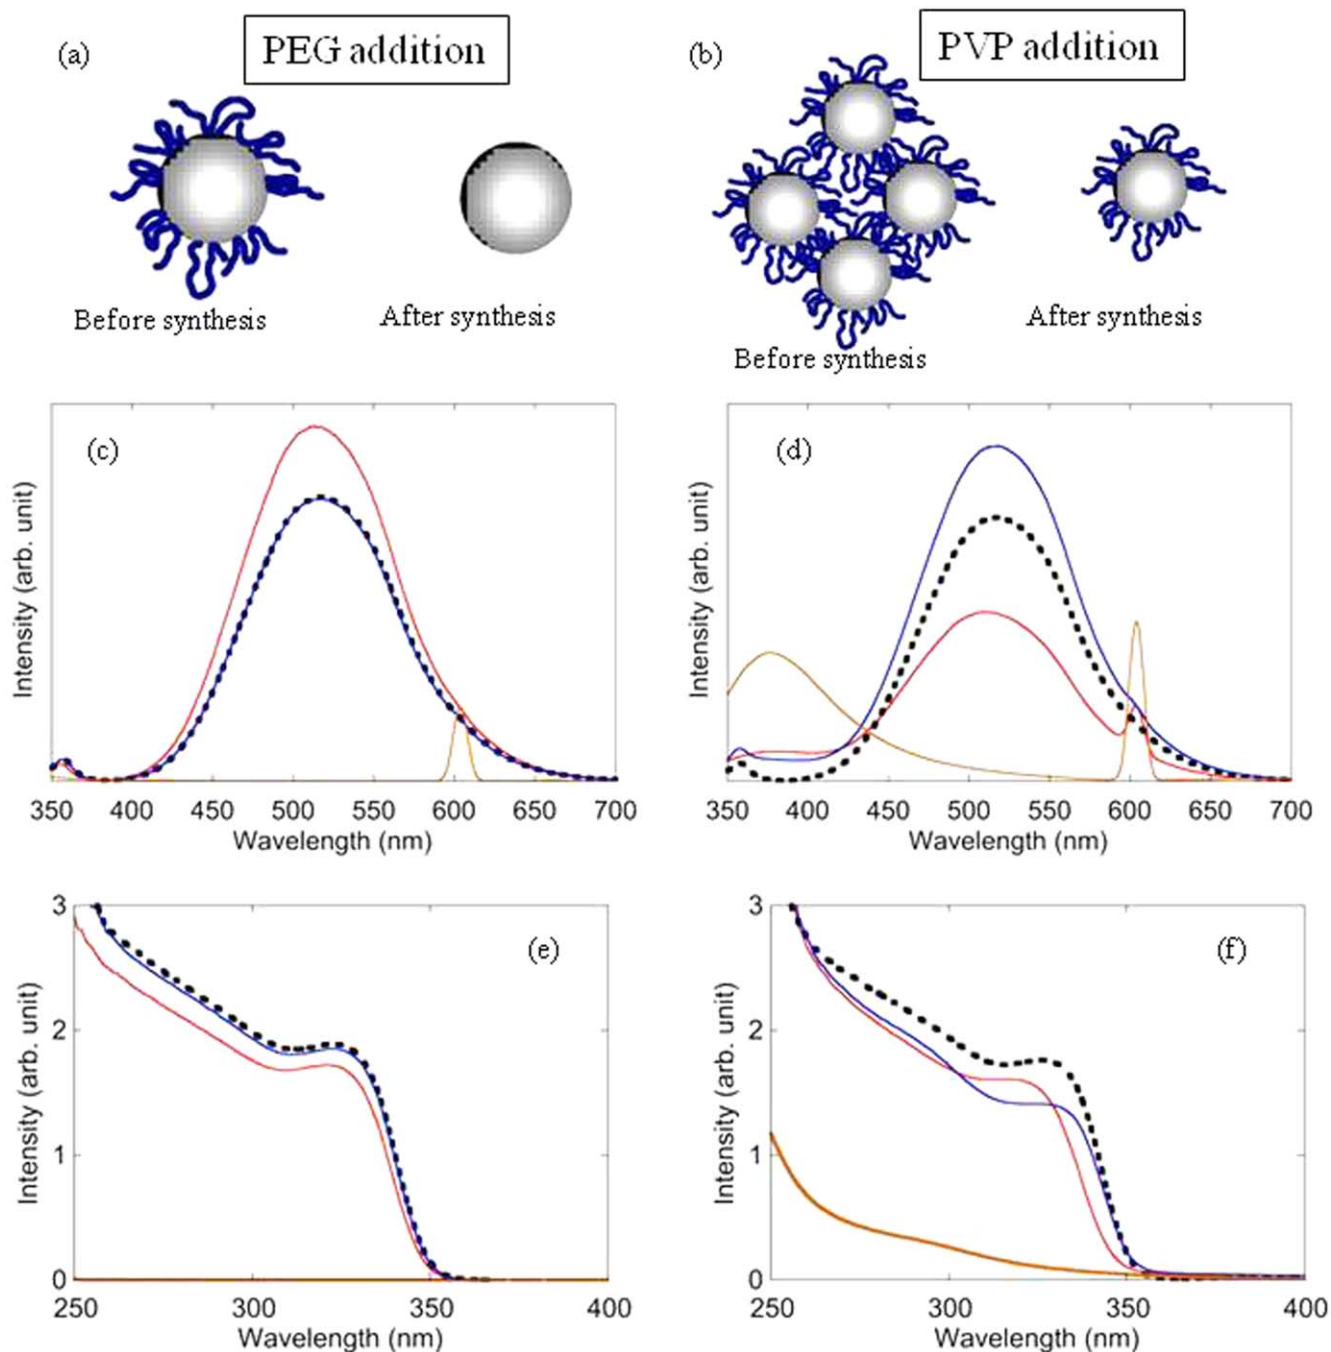 (a)
PEG addition
(b)
PVP addition
Before synthesis
After synthesis
Before synthesis
After synthesis
(c)
Intensity (arb. unit)
350 400 450 500 550 600 650 700
Wavelength (nm)
(d)
Intensity (arb. unit)
350 400 450 500 550 600 650 700
Wavelength (nm)
(e)
Intensity (arb. unit)
3
2
1
0
250 300 350 400
Wavelength (nm)
(f)
Intensity (arb. unit)
3
2
1
0
250 300 350 400
Wavelength (nm)